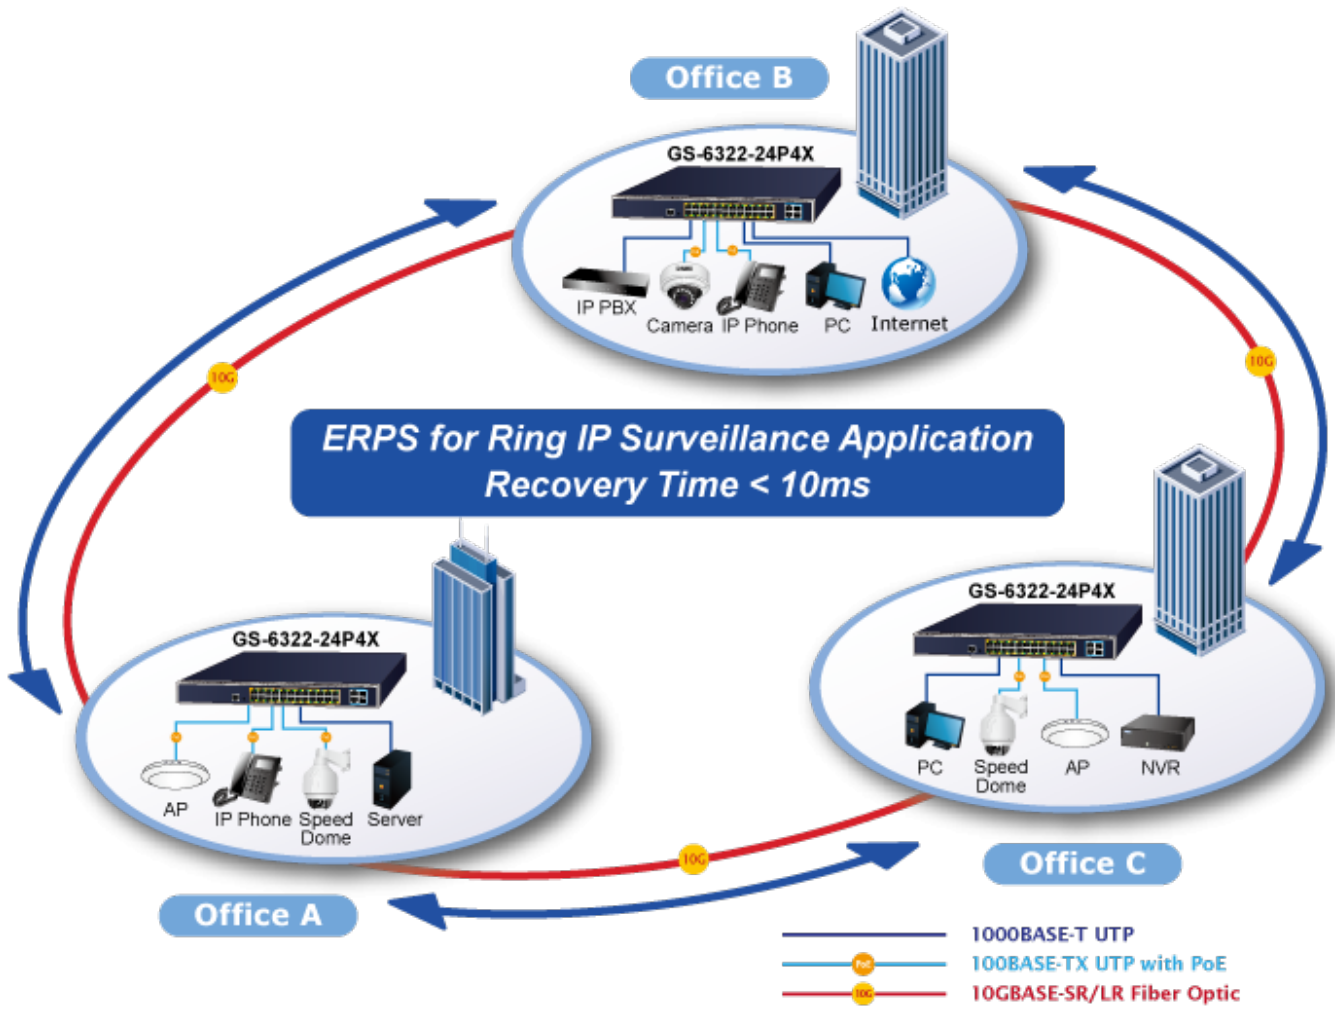 Office B
GS-6322-24P4X
IP PBX
Camera
IP Phone
PC
Internet
10G
10G
ERPS for Ring IP Surveillance Application
Recovery Time < 10ms
GS-6322-24P4X
AP
IP Phone
Speed
Dome
Server
Office A
GS-6322-24P4X
PC
Speed
Dome
AP
NVR
Office C
10G
1000BASE-T UTP
PoE
100BASE-TX UTP with PoE
10G
10GBASE-SR/LR Fiber Optic